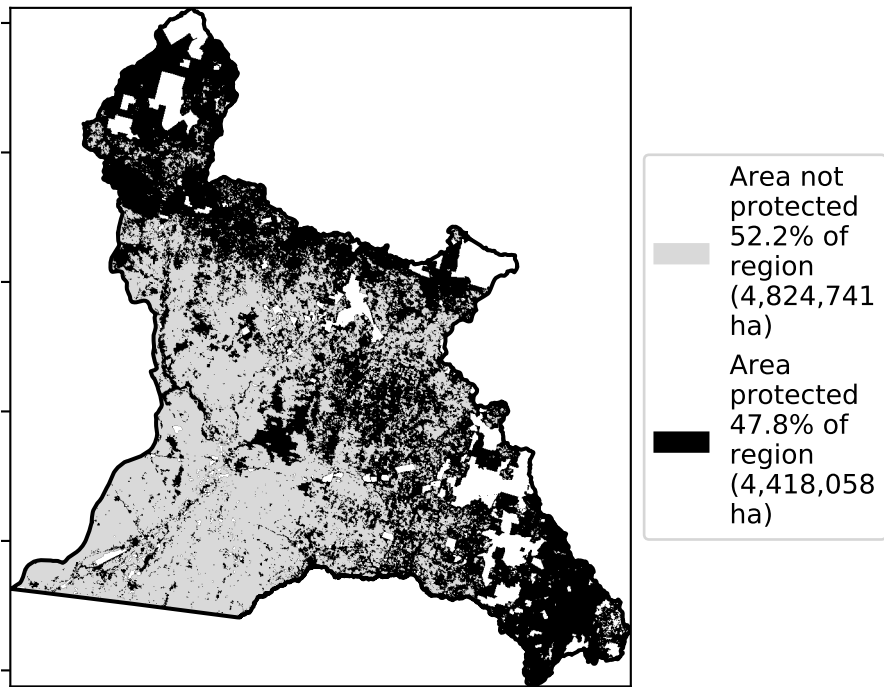 Area not
protected
52.2% of
region
(4,824,741
ha)
Area
protected
47.8% of
region
(4,418,058
ha)